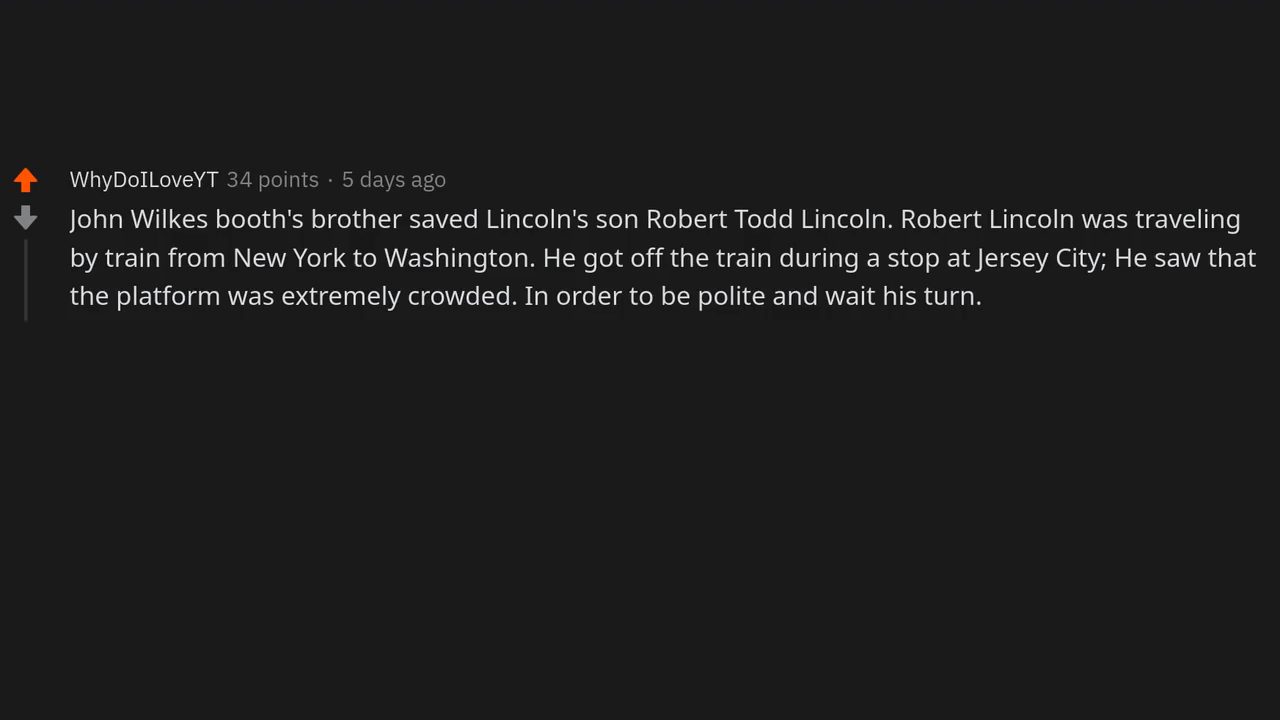 WhyDoILoveYT 34 points · 5 days ago
John Wilkes booth's brother saved Lincoln's son Robert Todd Lincoln. Robert Lincoln was traveling
by train from New York to Washington. He got off the train during a stop at Jersey City; He saw that
the platform was extremely crowded. In order to be polite and wait his turn.